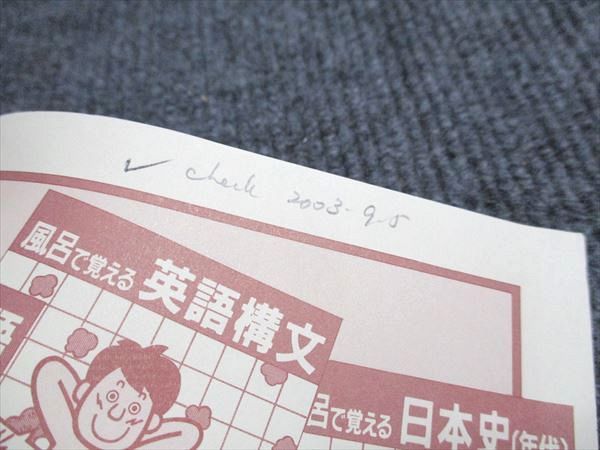 ✓ check 2003-9-5
風呂で覚える 英語構文
語
呂で覚える 日本史(年代)